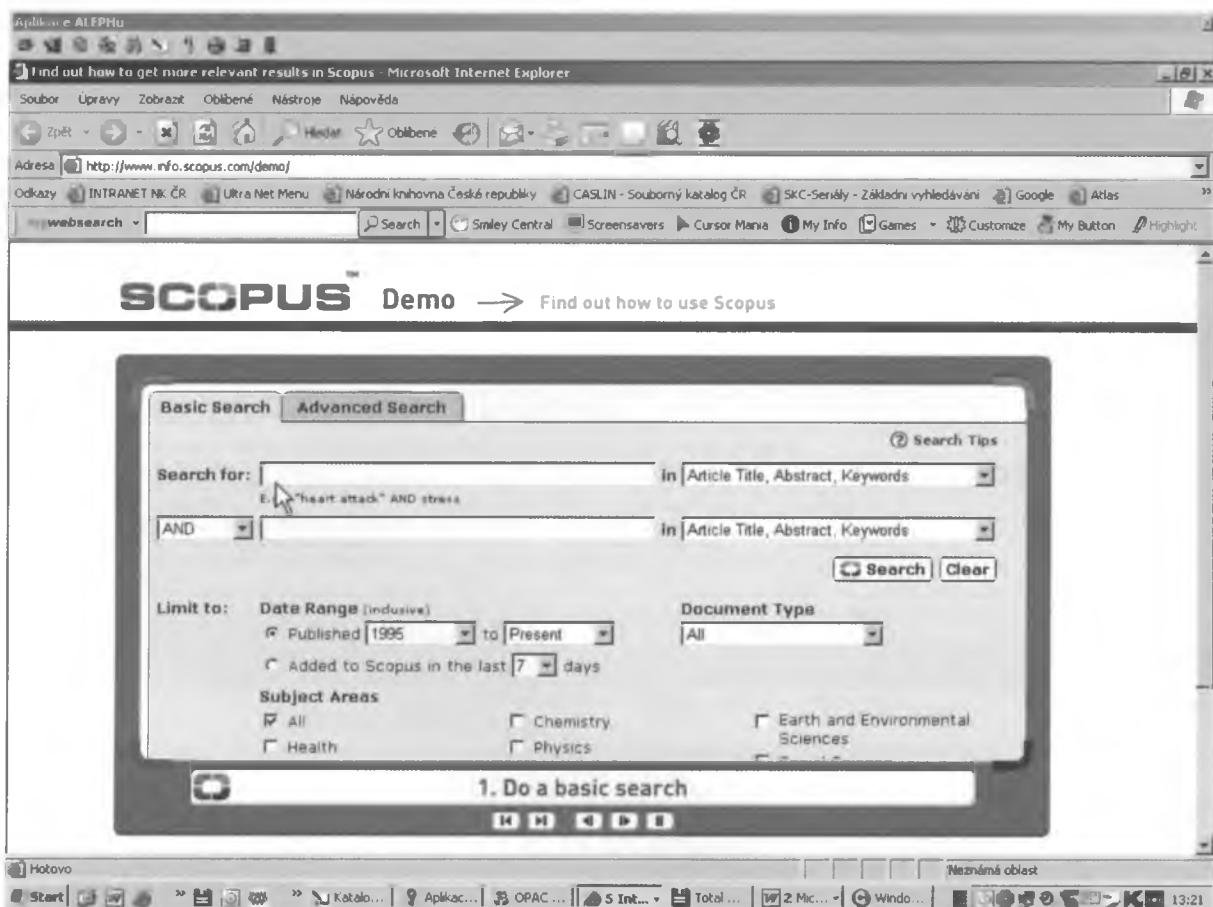 Aplikace ALEPHu
Find out how to get more relevant results in Scopus - Microsoft Internet Explorer
Soubor Úpravy Zobrazit Oblíbené Nástroje Nápověda
Zpět Hledat Oblíbené
Adresa http://www.info.scopus.com/demo/
Odkazy INTRANET NK ČR Ultra Net Menu Národní knihovna České republiky CASLIN - Souborný katalog ČR SKC-Seriály - Základní vyhledávání Google Atlas »
mywebsearch Search Smiley Central Screensavers Cursor Mania My Info Games Customize My Button Highlight
SCOPUS™ Demo → Find out how to use Scopus
Basic Search Advanced Search
? Search Tips
Search for: in Article Title, Abstract, Keywords
"heart attack" AND stress
AND in Article Title, Abstract, Keywords
Search Clear
Limit to: Date Range (inclusive) Document Type
Published 1995 to Present All
Added to Scopus in the last 7 days
Subject Areas
All Chemistry Earth and Environmental
Sciences
Health Physics
1. Do a basic search
Hotovo Neznámá oblast
Start » » Katalo... Aplikac... OPAC ... 5 Int... Total ... 2 Mic... Windo... 13:21